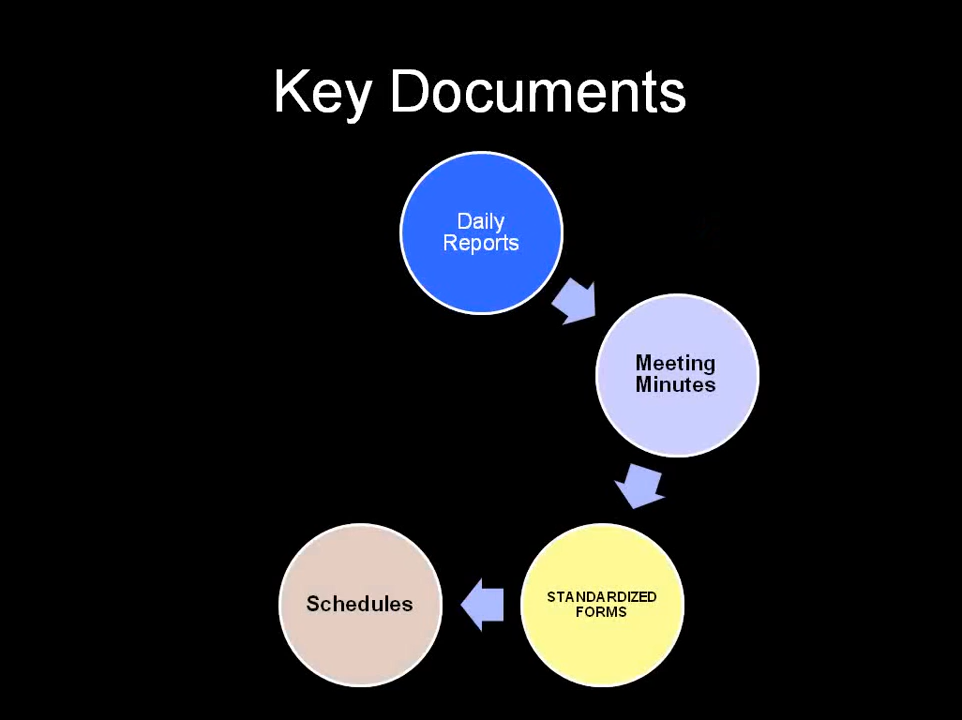 Key Documents
Daily
Reports
Meeting
Minutes
STANDARDIZED
FORMS
Schedules